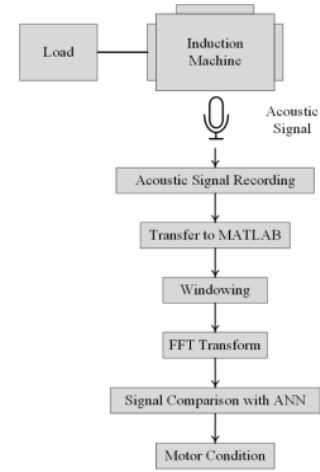 Load
Induction
Machine
Acoustic
Signal
Acoustic Signal Recording
Transfer to MATLAB
Windowing
FFT Transform
Signal Comparison with ANN
Motor Condition